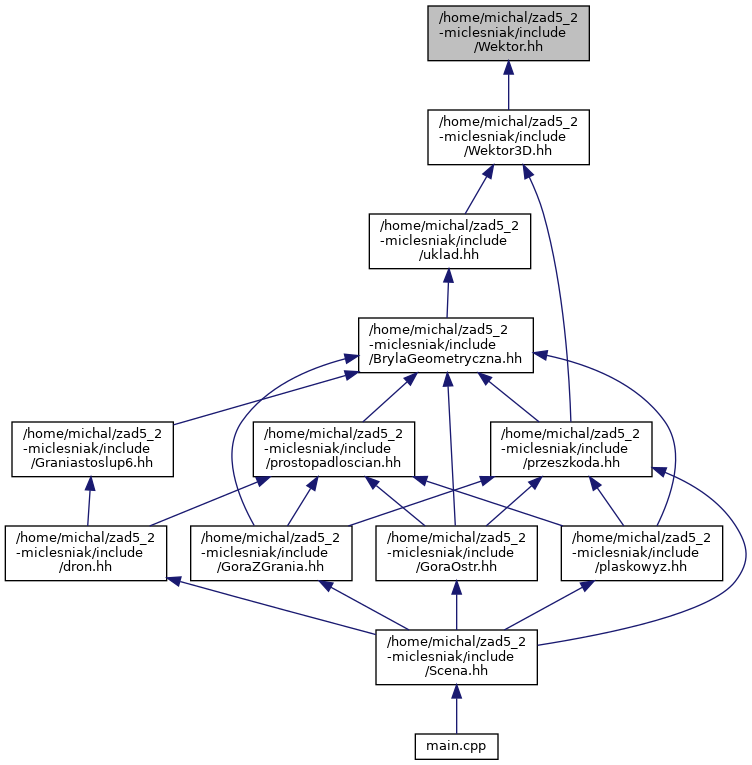 /home/michal/zad5_2
-miclesniak/include
/Wektor.hh
/home/michal/zad5_2
-miclesniak/include
/Wektor3D.hh
/home/michal/zad5_2
-miclesniak/include
/uklad.hh
/home/michal/zad5_2
-miclesniak/include
/BrylaGeometryczna.hh
/home/michal/zad5_2
-miclesniak/include
/Graniastoslup6.hh
/home/michal/zad5_2
-miclesniak/include
/prostopadloscian.hh
/home/michal/zad5_2
-miclesniak/include
/przeszkoda.hh
/home/michal/zad5_2
-miclesniak/include
/dron.hh
/home/michal/zad5_2
-miclesniak/include
/GoraZGrania.hh
/home/michal/zad5_2
-miclesniak/include
/GoraOstr.hh
/home/michal/zad5_2
-miclesniak/include
/plaskowyz.hh
/home/michal/zad5_2
-miclesniak/include
/Scena.hh
main.cpp